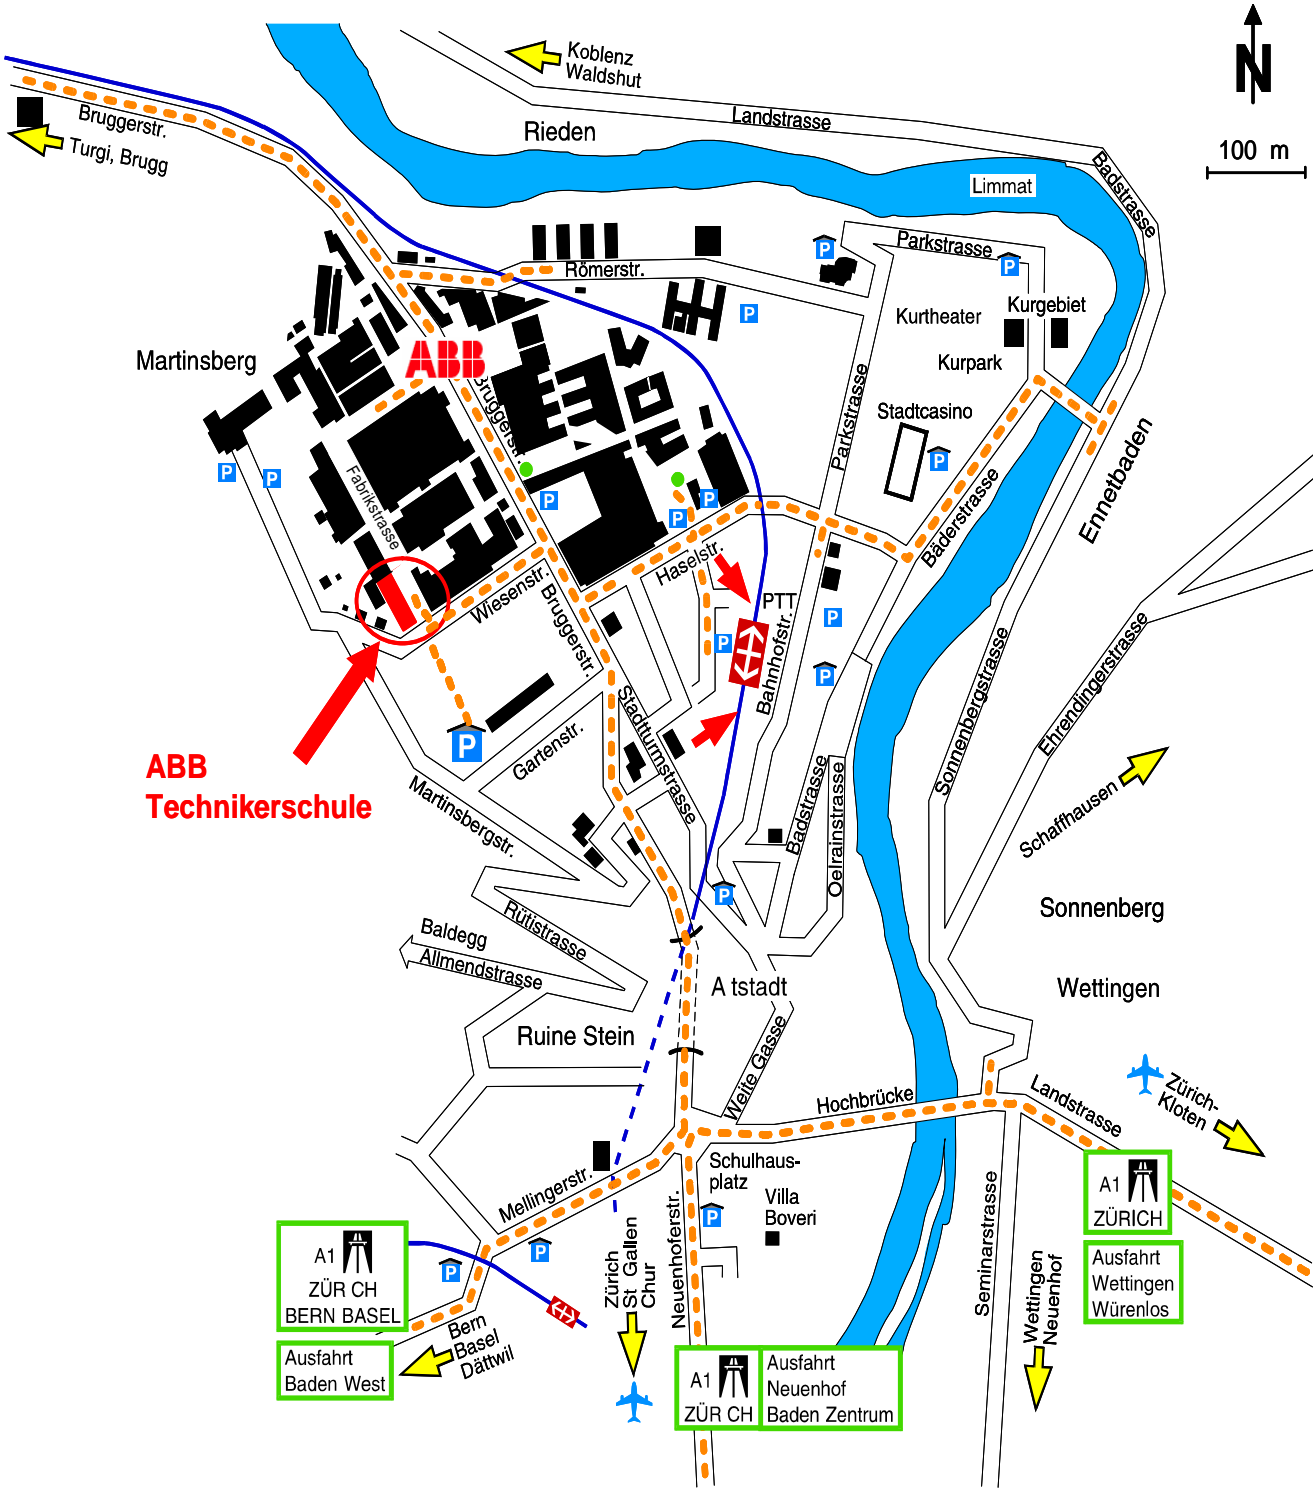 Koblenz
Waldshut
N
Landstrasse
Rieden
100 m
Bruggerstr.
Turgi, Brugg
Badstrasse
Limmat
Parkstrasse
P
P
Römerstr.
Kurgebiet
P
Kurtheater
Martinsberg
ABB
Kurpark
Bruggerstr.
Parkstrasse
Stadtcasino
P
P
P
Fabrikstrasse
P
P
P
Ennetbaden
Bäderstrasse
Haselstr.
Wiesenstr.
Bruggerstr.
PTT
P
P
Bahnhofstr.
P
Sonnenbergstrasse
Ehrendingerstrasse
Stadtturmstrasse
P
Gartenstr.
ABB
Technikerschule
Martinsbergstr.
Badstrasse
Oelrainstrasse
Schaffhausen
P
Rütistrasse
Sonnenberg
Baldegg
Allmendstrasse
A tstadt
Wettingen
Ruine Stein
Weite Gasse
Hochbrücke
Landstrasse
Zürich-
Kloten
Mellingerstr.
Schulhaus-
platz
Villa
Boveri
P
Neuenhoferstr.
Seminarstrasse
A1
ZÜRICH
Ausfahrt
Wettingen
Würenlos
P
P
A1
ZÜR CH
BERN BASEL
Ausfahrt
Baden West
Bern
Basel
Dättwil
Zürich
St Gallen
Chur
Wettingen
Neuenhof
A1
ZÜR CH
Ausfahrt
Neuenhof
Baden Zentrum